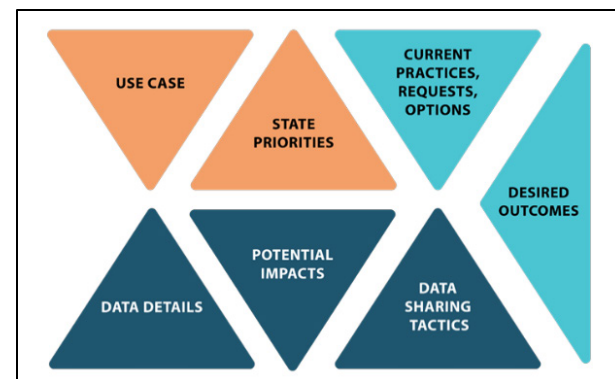 USE CASE
STATE
PRIORITIES
CURRENT
PRACTICES,
REQUESTS,
OPTIONS
DESIRED
OUTCOMES
DATA DETAILS
POTENTIAL
IMPACTS
DATA
SHARING
TACTICS